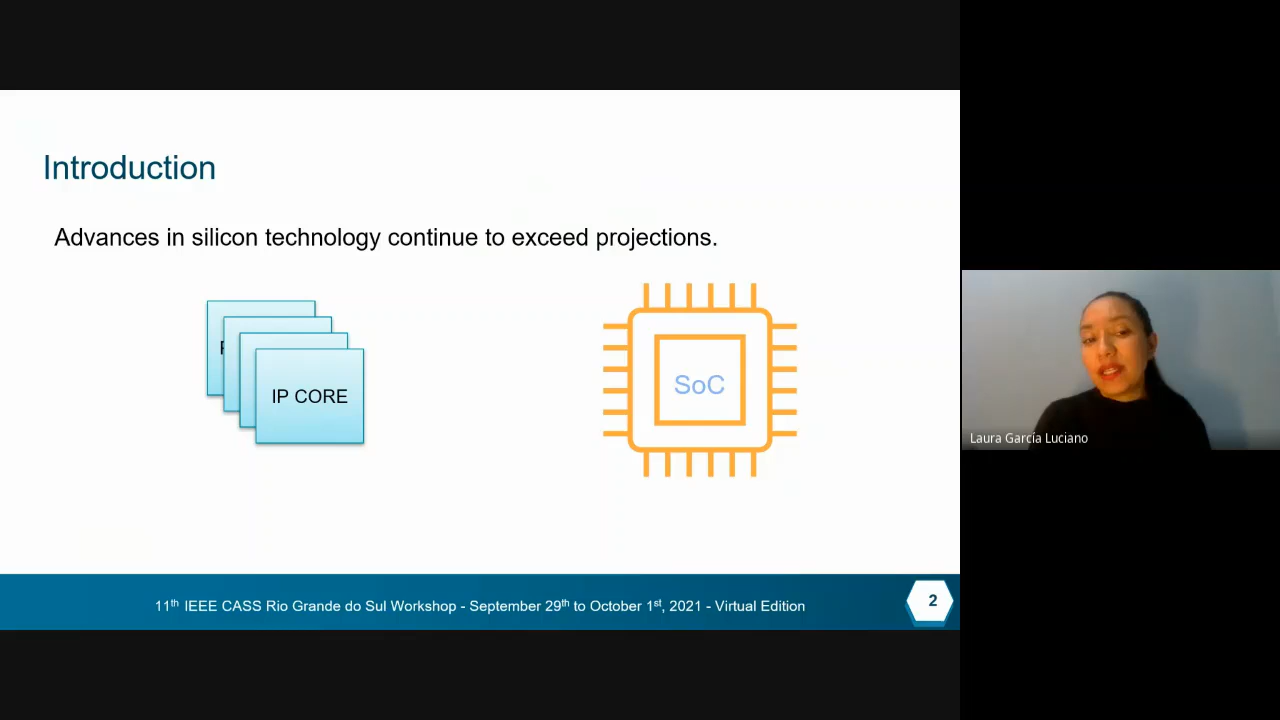 Introduction
Advances in silicon technology continue to exceed projections.
IP CORE
SoC
Laura García Luciano
11th IEEE CASS Rio Grande do Sul Workshop - September 29th to October 1st, 2021 - Virtual Edition
2